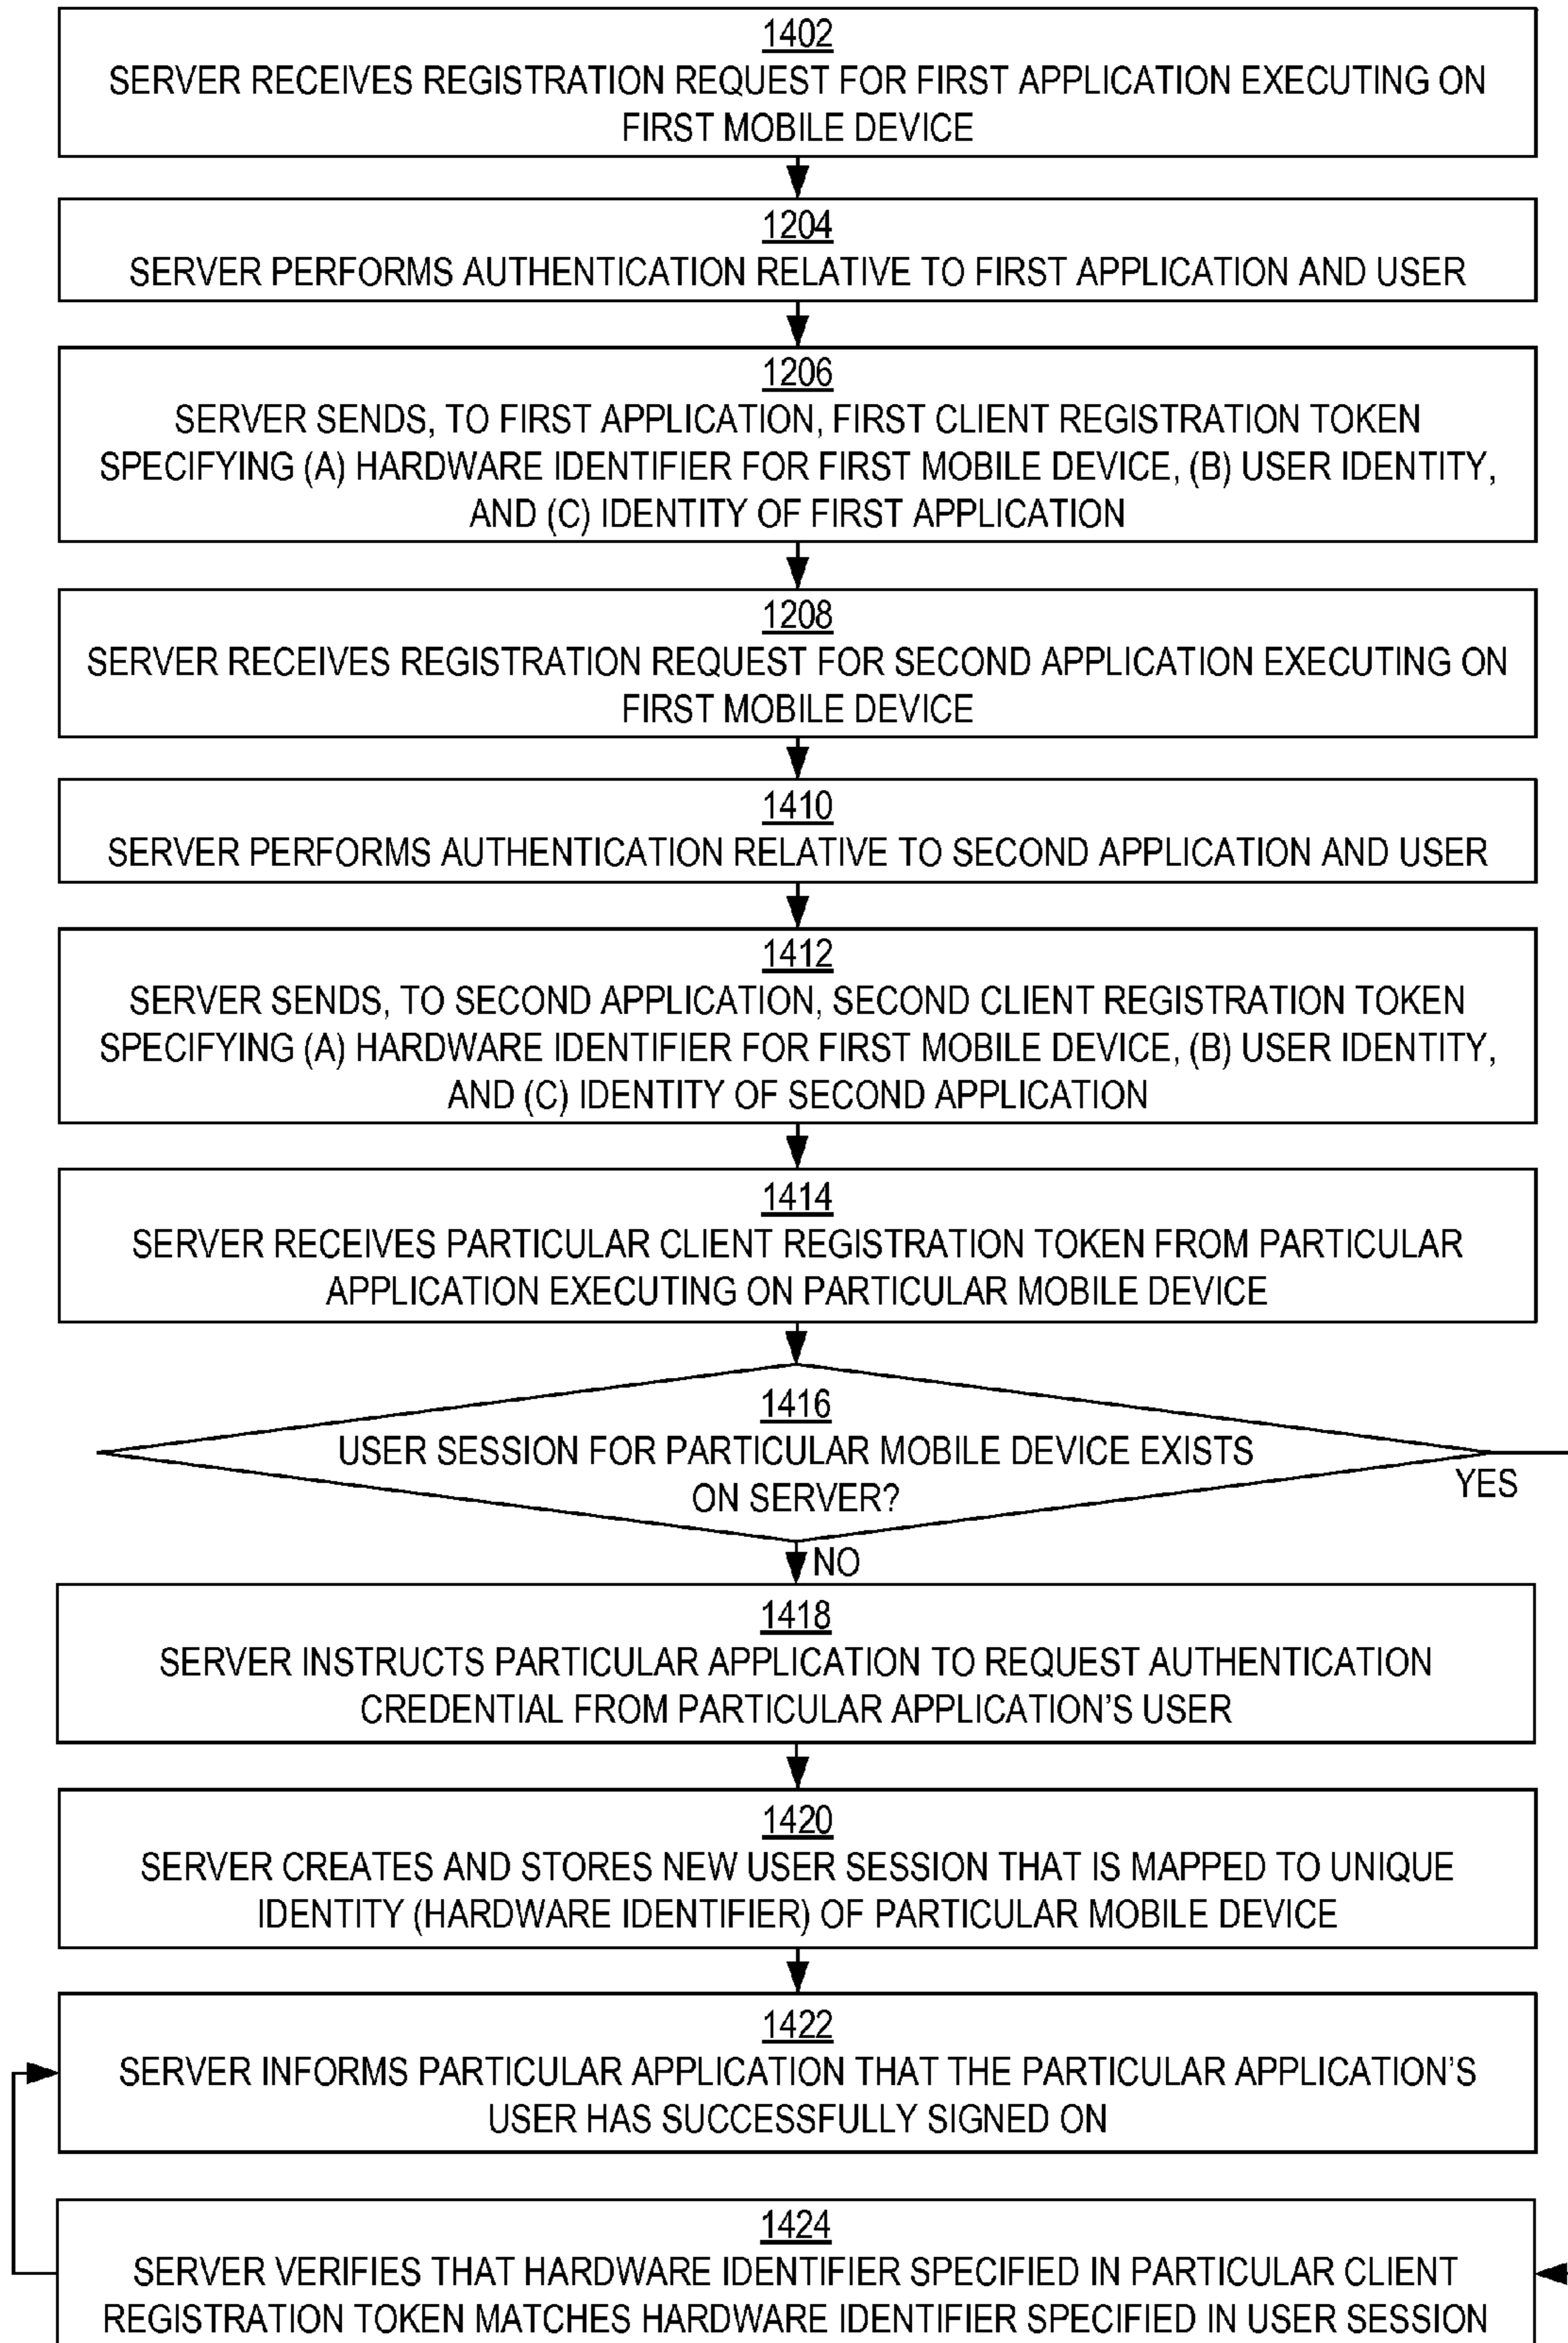 1402
SERVER RECEIVES REGISTRATION REQUEST FOR FIRST APPLICATION EXECUTING ON
FIRST MOBILE DEVICE
1204
SERVER PERFORMS AUTHENTICATION RELATIVE TO FIRST APPLICATION AND USER
1206
SERVER SENDS, TO FIRST APPLICATION, FIRST CLIENT REGISTRATION TOKEN
SPECIFYING (A) HARDWARE IDENTIFIER FOR FIRST MOBILE DEVICE, (B) USER IDENTITY,
AND (C) IDENTITY OF FIRST APPLICATION
1208
SERVER RECEIVES REGISTRATION REQUEST FOR SECOND APPLICATION EXECUTING ON
FIRST MOBILE DEVICE
1410
SERVER PERFORMS AUTHENTICATION RELATIVE TO SECOND APPLICATION AND USER
1412
SERVER SENDS, TO SECOND APPLICATION, SECOND CLIENT REGISTRATION TOKEN
SPECIFYING (A) HARDWARE IDENTIFIER FOR FIRST MOBILE DEVICE, (B) USER IDENTITY,
AND (C) IDENTITY OF SECOND APPLICATION
1414
SERVER RECEIVES PARTICULAR CLIENT REGISTRATION TOKEN FROM PARTICULAR
APPLICATION EXECUTING ON PARTICULAR MOBILE DEVICE
1416
USER SESSION FOR PARTICULAR MOBILE DEVICE EXISTS
ON SERVER?
YES
NO
1418
SERVER INSTRUCTS PARTICULAR APPLICATION TO REQUEST AUTHENTICATION
CREDENTIAL FROM PARTICULAR APPLICATION'S USER
1420
SERVER CREATES AND STORES NEW USER SESSION THAT IS MAPPED TO UNIQUE
IDENTITY (HARDWARE IDENTIFIER) OF PARTICULAR MOBILE DEVICE
1422
SERVER INFORMS PARTICULAR APPLICATION THAT THE PARTICULAR APPLICATION'S
USER HAS SUCCESSFULLY SIGNED ON
1424
SERVER VERIFIES THAT HARDWARE IDENTIFIER SPECIFIED IN PARTICULAR CLIENT
REGISTRATION TOKEN MATCHES HARDWARE IDENTIFIER SPECIFIED IN USER SESSION